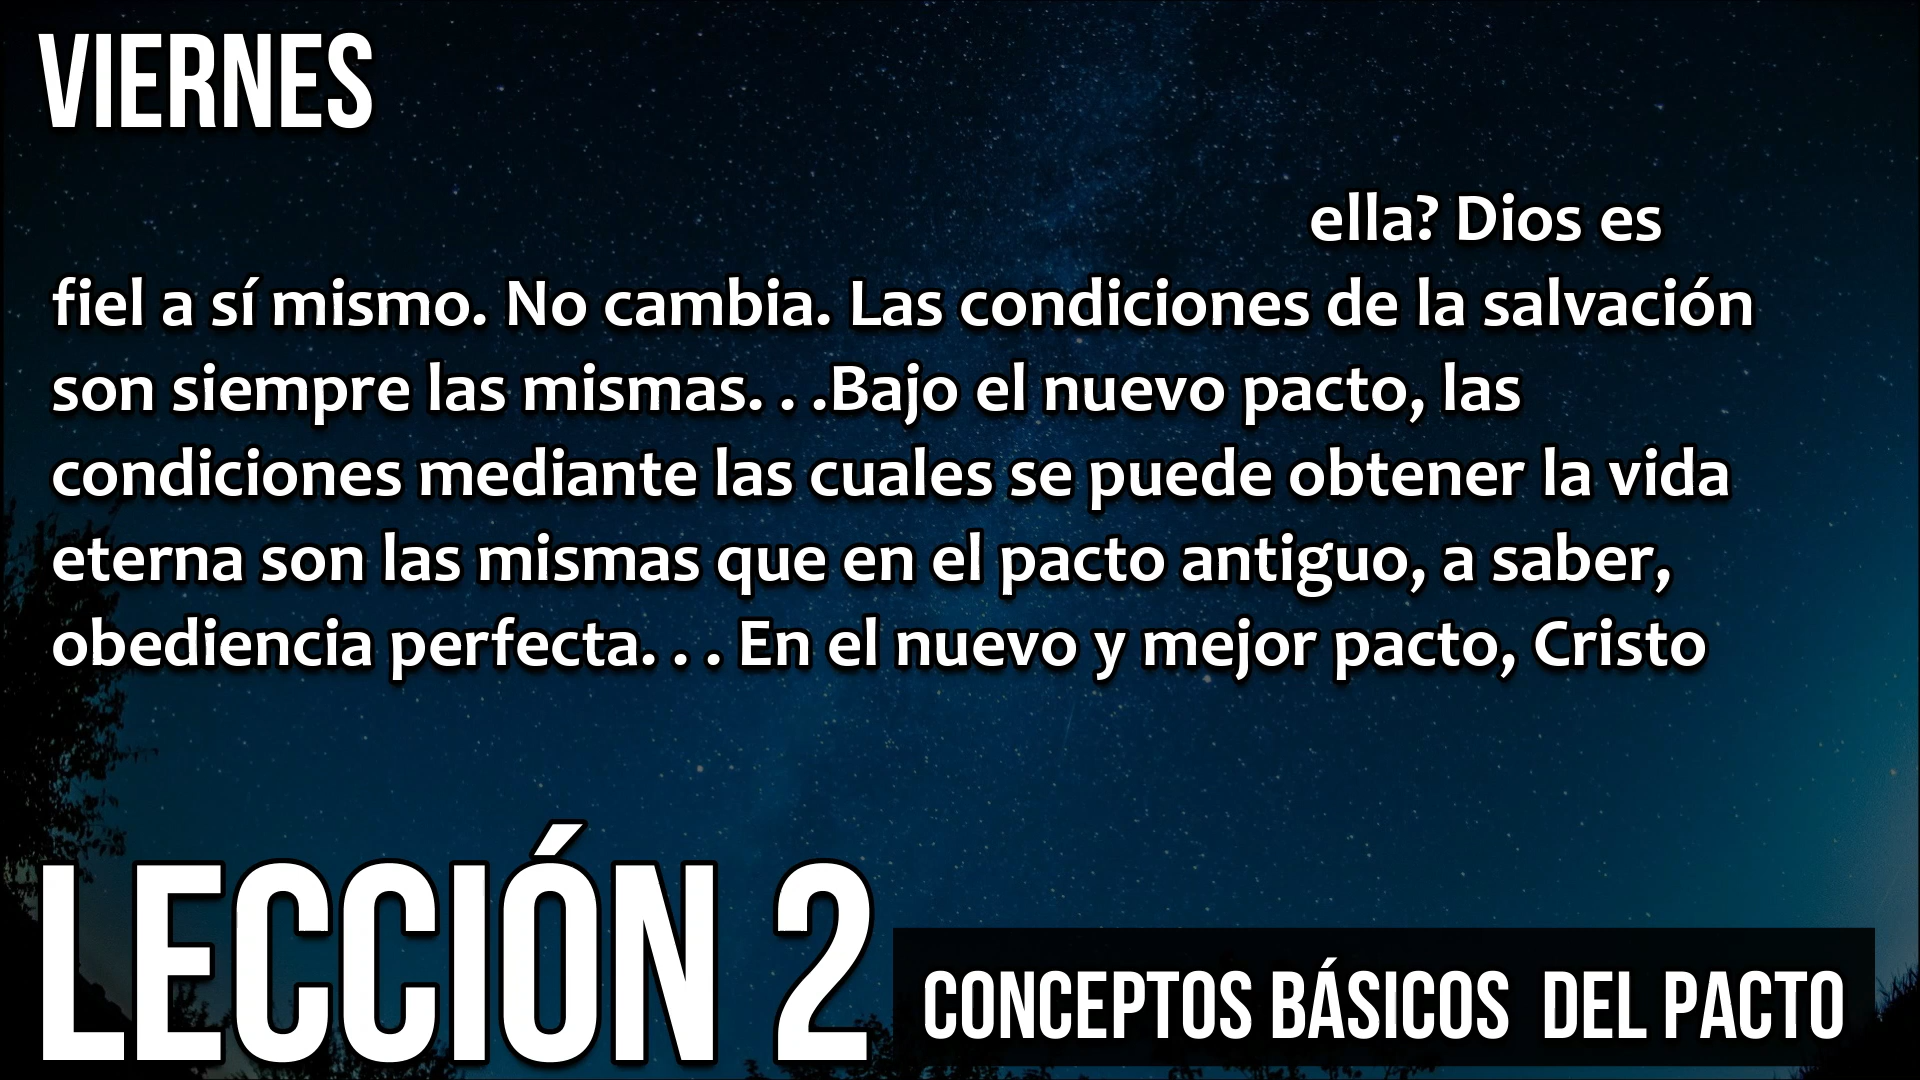 VIERNES
ella? Dios es
fiel a sí mismo. No cambia. Las condiciones de la salvación
son siempre las mismas. . .Bajo el nuevo pacto, las
condiciones mediante las cuales se puede obtener la vida
eterna son las mismas que en el pacto antiguo, a saber,
obediencia perfecta. . . En el nuevo y mejor pacto, Cristo
LECCIÓN 2
CONCEPTOS BÁSICOS DEL PACTO